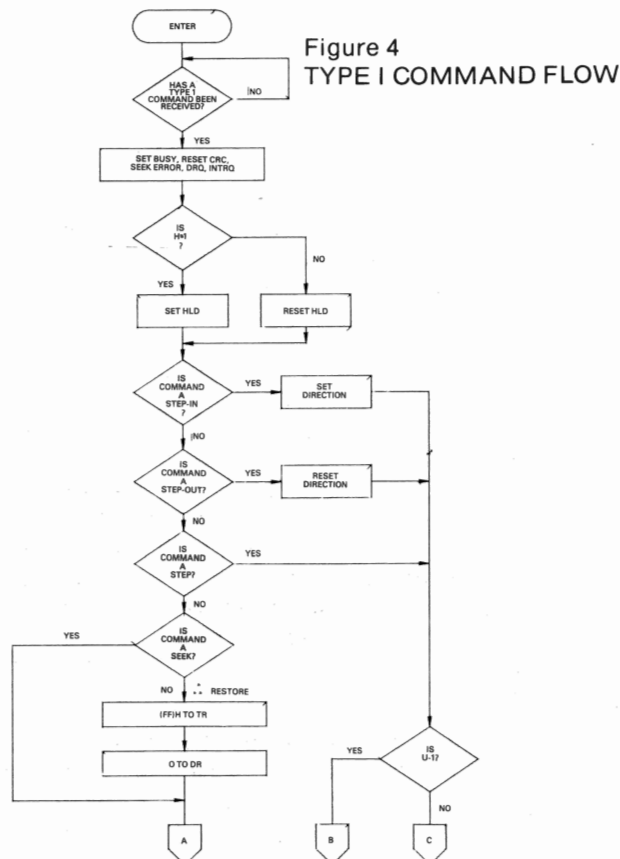 Figure 4
TYPE I COMMAND FLOW
ENTER
HAS A
TYPE 1
COMMAND BEEN
RECEIVED?
NO
YES
SET BUSY, RESET CRC,
SEEK ERROR, DRQ, INTRQ
IS
H=1
?
NO
YES
SET HLD
RESET HLD
IS
COMMAND
A
STEP-IN
?
YES
SET
DIRECTION
NO
IS
COMMAND
A
STEP-OUT?
YES
RESET
DIRECTION
NO
IS
COMMAND
A
STEP?
YES
NO
IS
COMMAND
A
SEEK?
YES
NO ∴ RESTORE
(FF)H TO TR
O TO DR
IS
U-1?
YES
NO
A
B
C